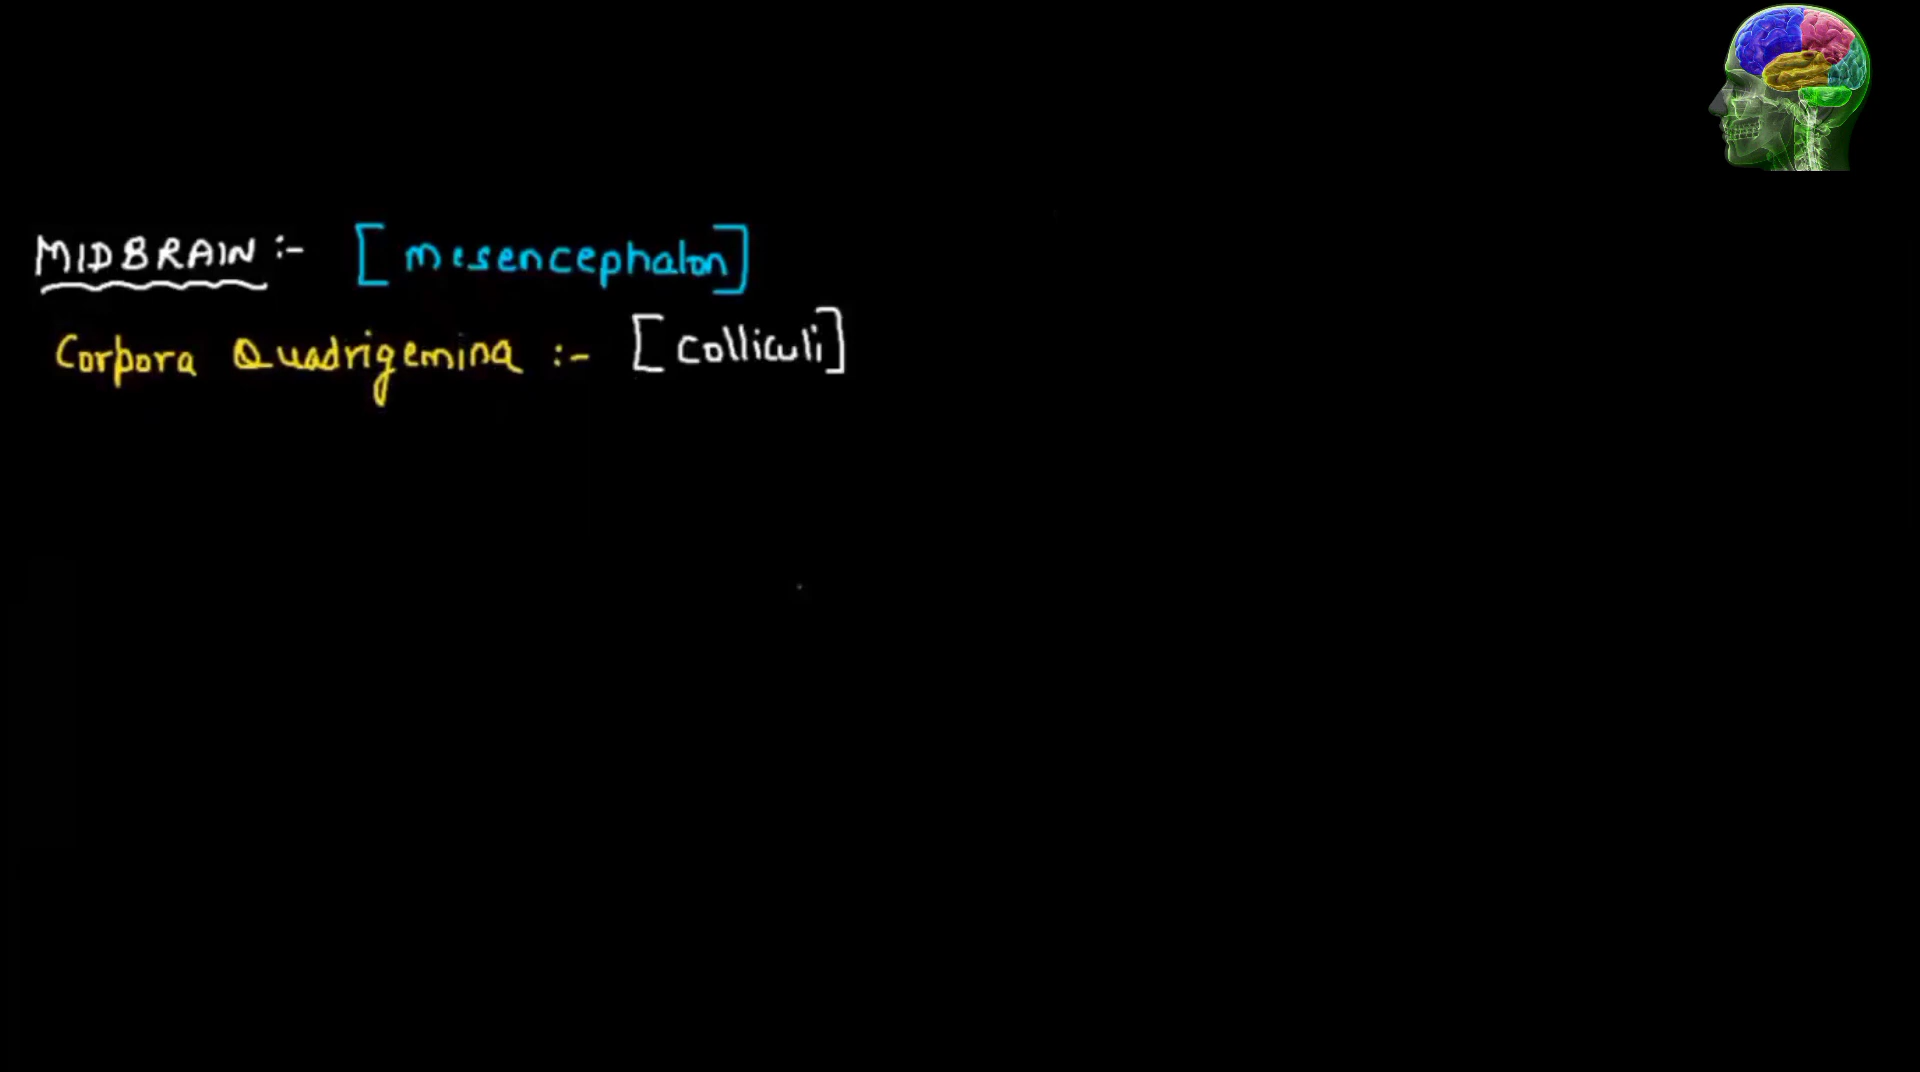 MIDBRAIN :- [mesencephalon]
Corpora Quadrigemina :- [colliculi]